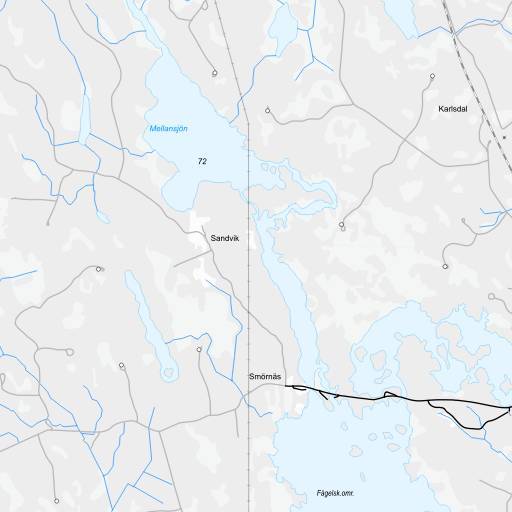 Karlsdal
Mellansjön
72
Sandvik
Smörnäs
Fågelsk.omr.